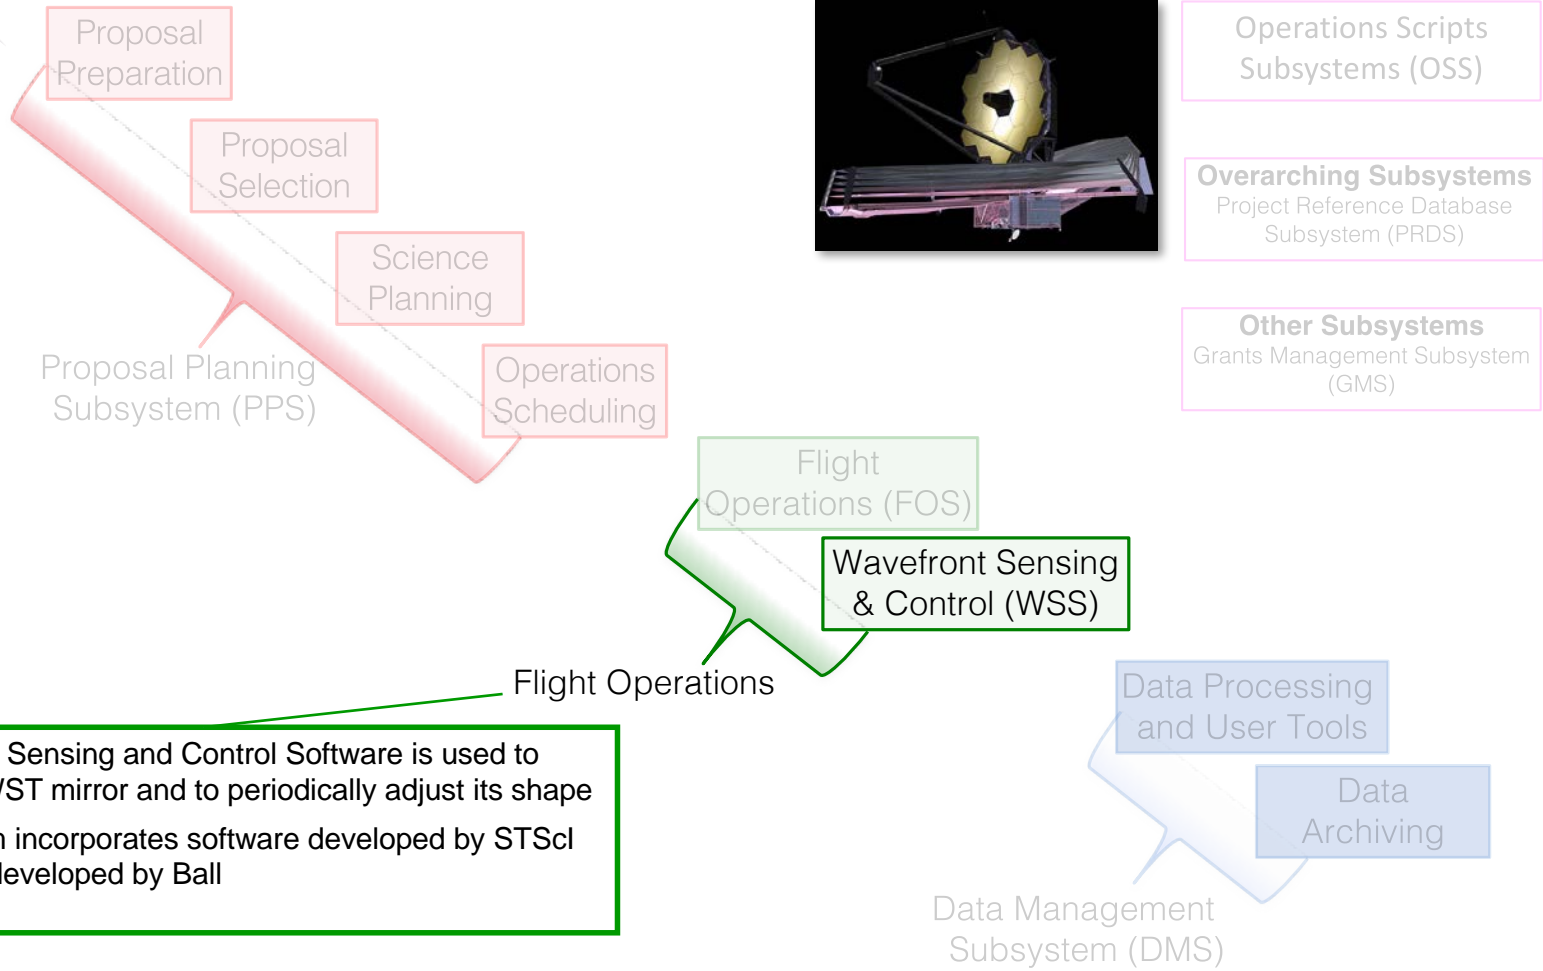 Proposal
Preparation
Proposal
Selection
Science
Planning
Operations
Scheduling
Proposal Planning
Subsystem (PPS)
Operations Scripts
Subsystems (OSS)
Overarching Subsystems
Project Reference Database
Subsystem (PRDS)
Other Subsystems
Grants Management Subsystem
(GMS)
Flight
Operations (FOS)
Wavefront Sensing
& Control (WSS)
Flight Operations
Sensing and Control Software is used to
mirror and to periodically adjust its shape
incorporates software developed by STScI
developed by Ball
Data Processing
and User Tools
Data
Archiving
Data Management
Subsystem (DMS)